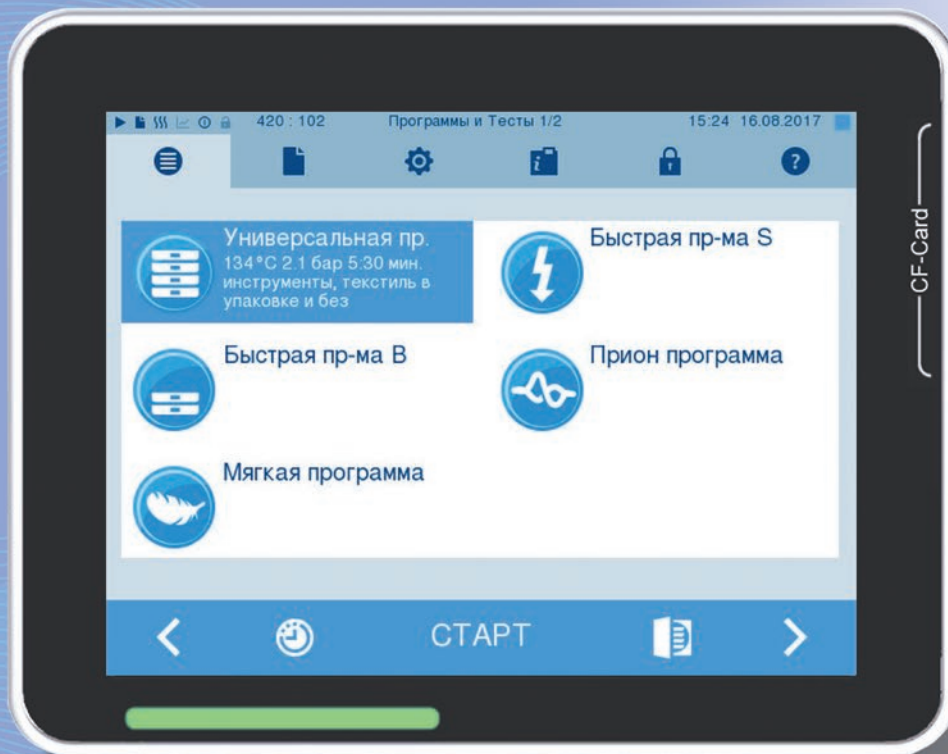 420 : 102 Программы и Тесты 1/2 15:24 16.08.2017
Универсальная пр.
134°C 2.1 бар 5:30 мин.
инструменты, текстиль в
упаковке и без
Быстрая пр-ма S
Быстрая пр-ма B
Прион программа
Мягкая программа
СТАРТ
CF-Card